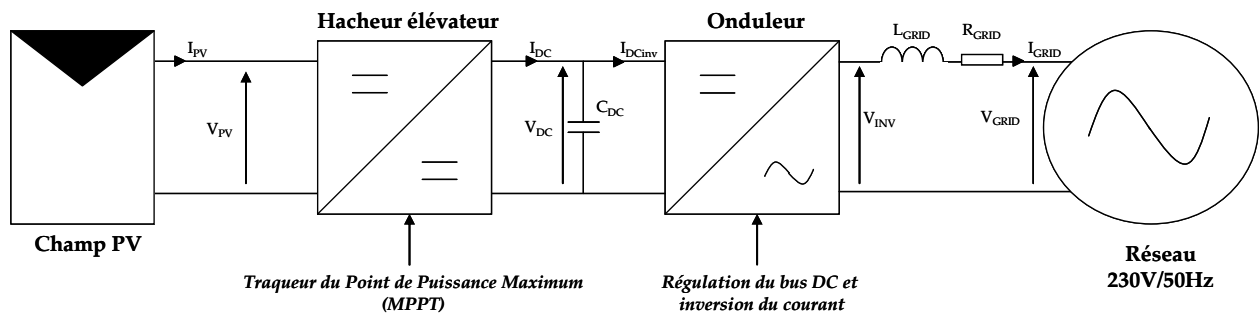 Hacheur élévateur
Onduleur
I_PV
I_DC
I_DCinv
L_GRID
R_GRID
I_GRID
V_PV
V_DC
C_DC
V_INV
V_GRID
Champ PV
Traqueur du Point de Puissance Maximum
(MPPT)
Régulation du bus DC et
inversion du courant
Réseau
230V/50Hz